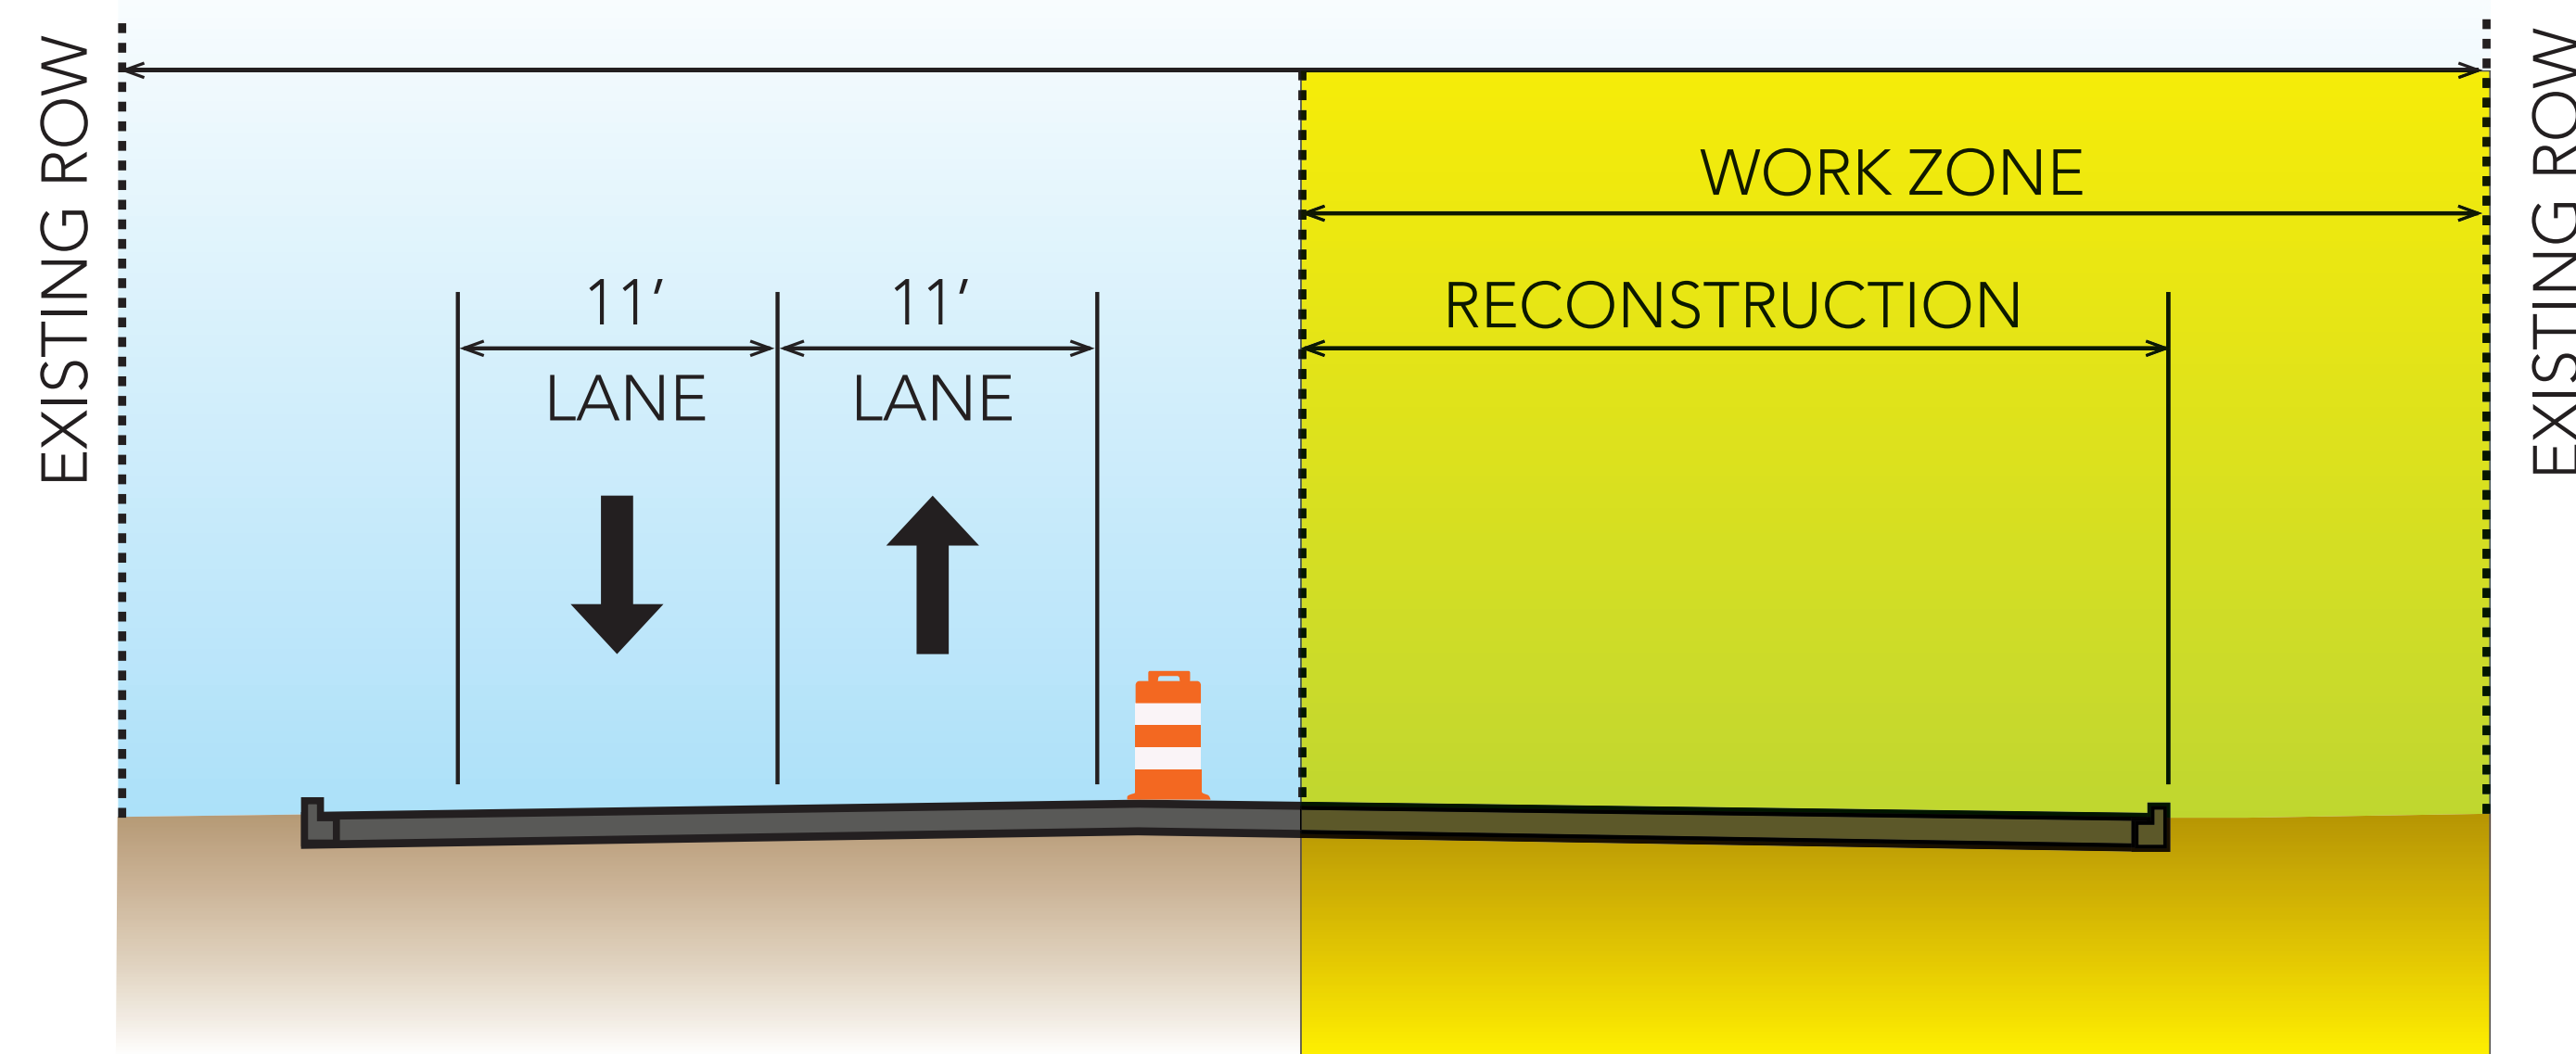 EXISTING ROW
WORK ZONE
11’
11’
RECONSTRUCTION
LANE
LANE
EXISTING ROW